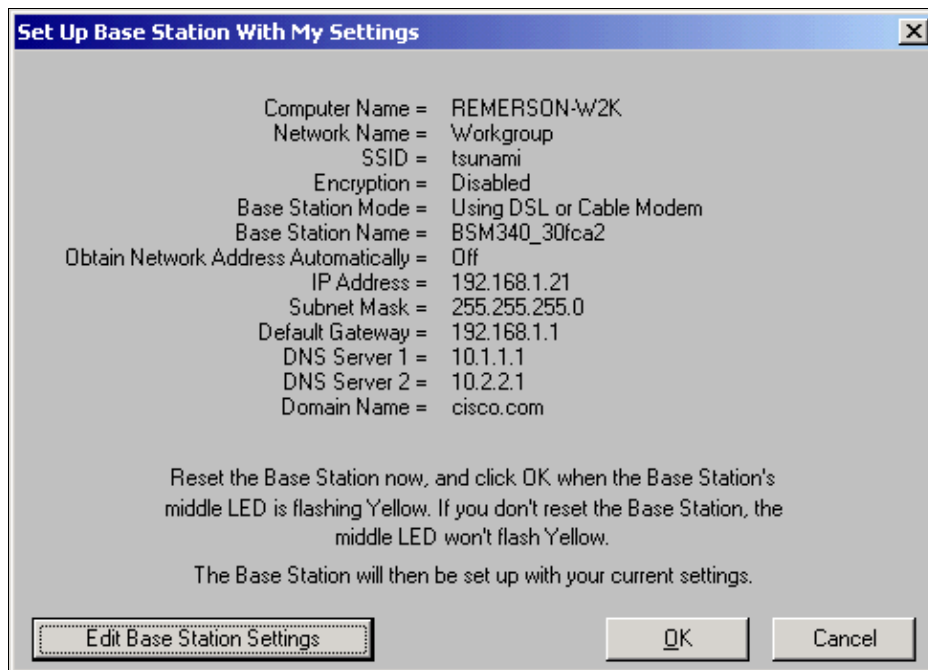 Set Up Base Station With My Settings
Computer Name = REMERSON-W2K
Network Name = Workgroup
SSID = tsunami
Encryption = Disabled
Base Station Mode = Using DSL or Cable Modem
Base Station Name = BSM340_30fca2
Obtain Network Address Automatically = Off
IP Address = 192.168.1.21
Subnet Mask = 255.255.255.0
Default Gateway = 192.168.1.1
DNS Server 1 = 10.1.1.1
DNS Server 2 = 10.2.2.1
Domain Name = cisco.com
Reset the Base Station now, and click OK when the Base Station's
middle LED is flashing Yellow. If you don't reset the Base Station, the
middle LED won't flash Yellow.
The Base Station will then be set up with your current settings.
Edit Base Station Settings
OK
Cancel